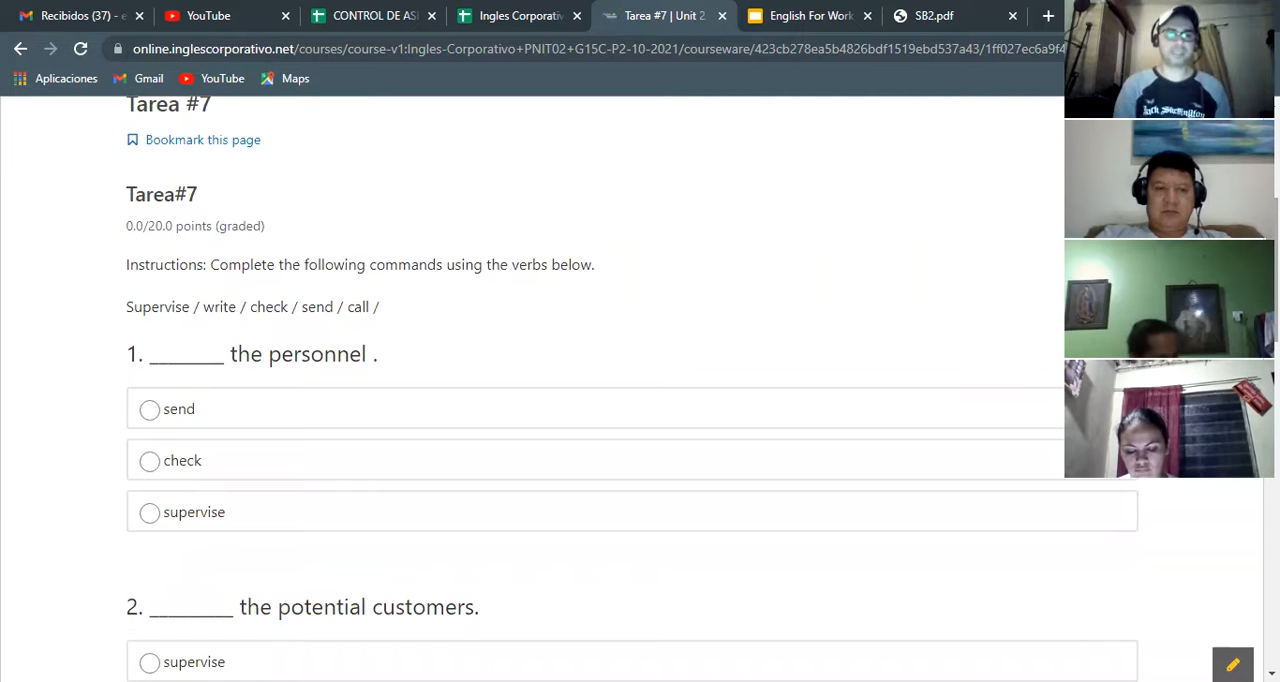 Recibidos (37) - e
YouTube
CONTROL DE ASI
Ingles Corporativ
Tarea #7 | Unit 2
English For Work
SB2.pdf
online.inglescorporativo.net/courses/course-v1:Ingles-Corporativo+PNIT02+G15C-P2-10-2021/courseware/423cb278ea5b4826bdf1519ebd537a43/1ff027ec6a9f4
Aplicaciones
Gmail
YouTube
Maps
Tarea #7
Bookmark this page
Tarea#7
0.0/20.0 points (graded)
Instructions: Complete the following commands using the verbs below.
Supervise / write / check / send / call /
1. _______ the personnel .
send
check
supervise
2. ________ the potential customers.
supervise